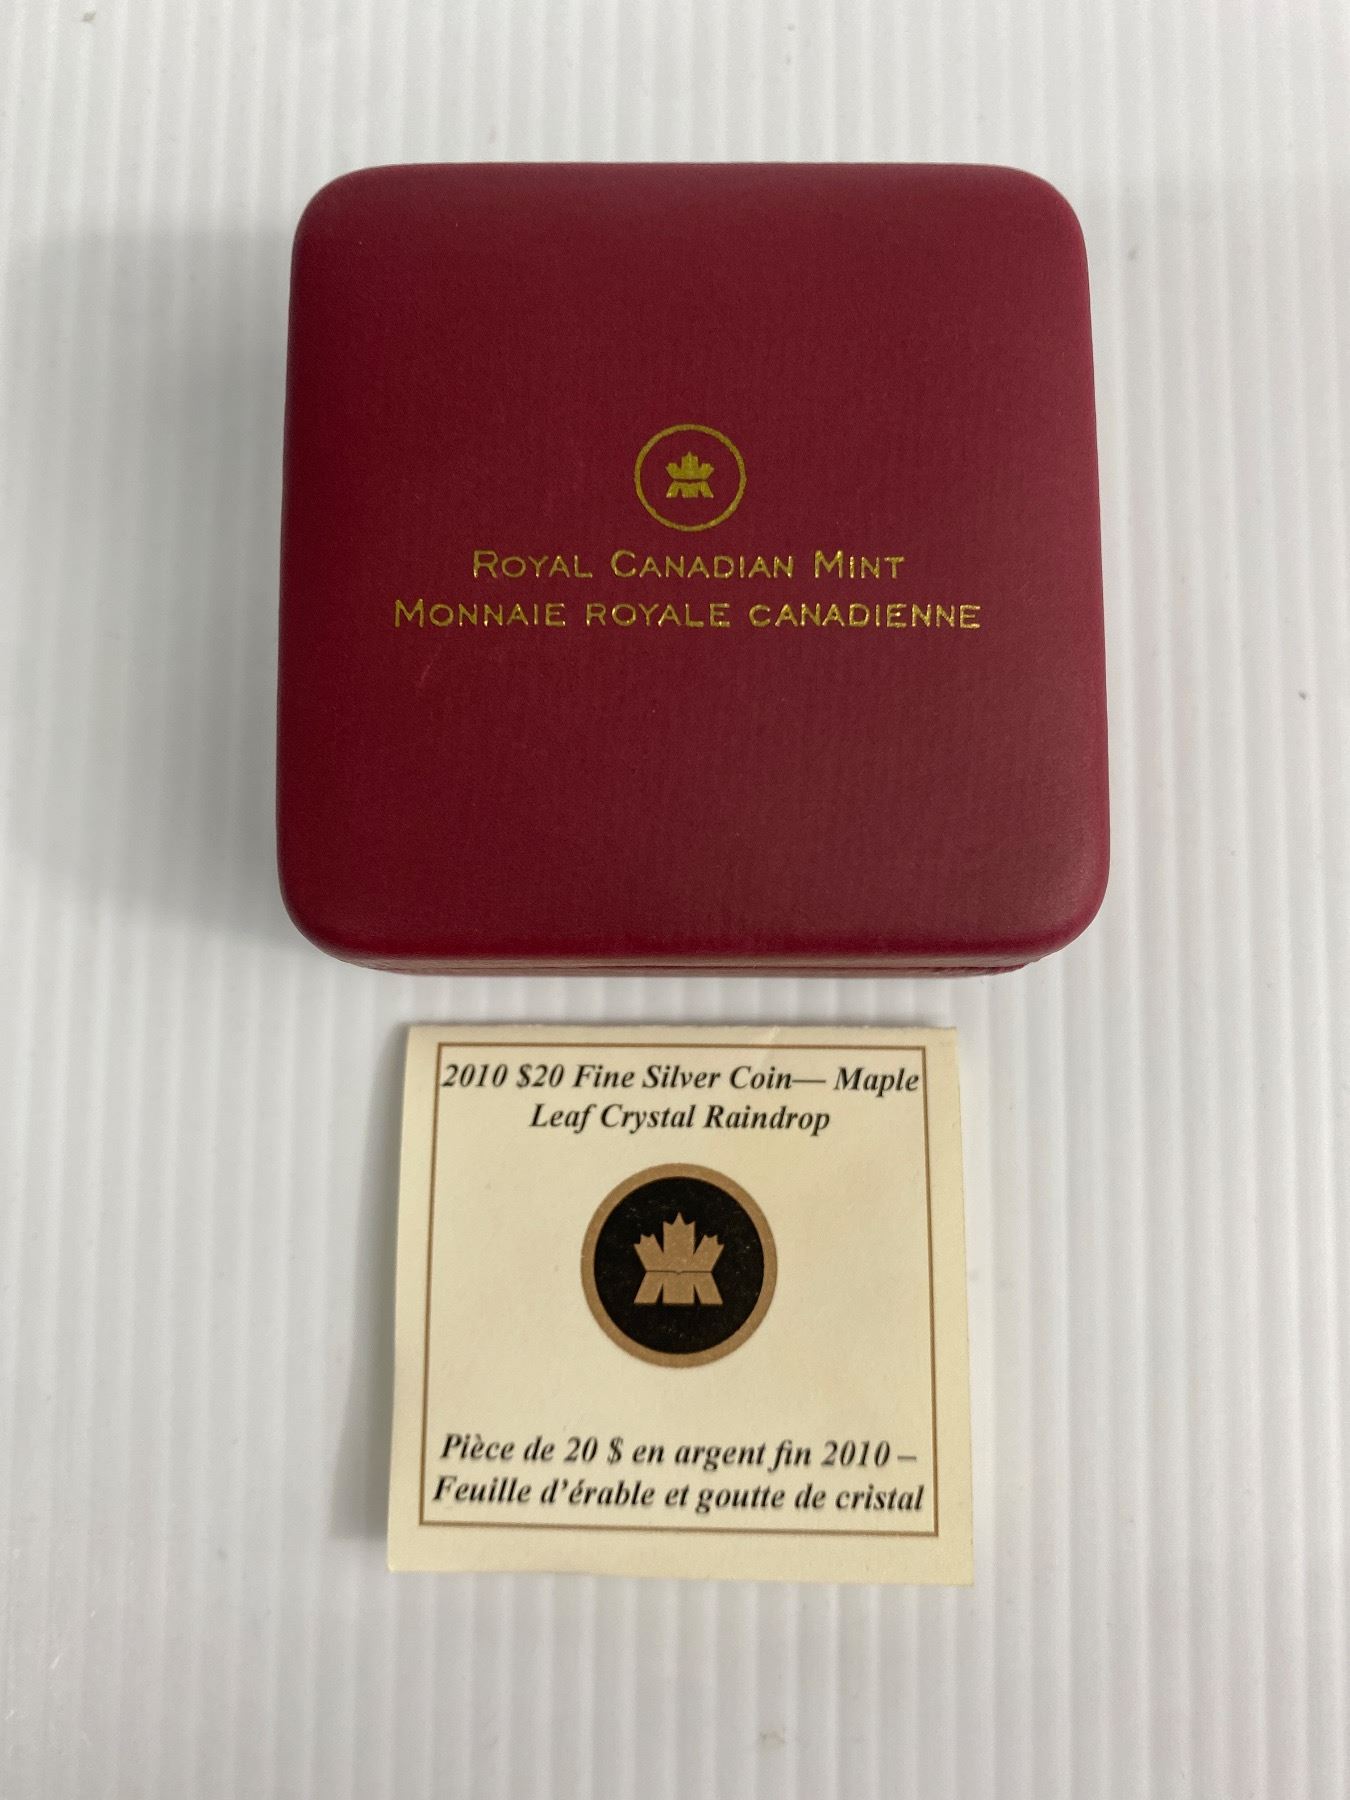 ROYAL CANADIAN MINT
MONNAIE ROYALE CANADIENNE
2010 $20 Fine Silver Coin— Maple
Leaf Crystal Raindrop
Pièce de 20 $ en argent fin 2010 –
Feuille d'érable et goutte de cristal